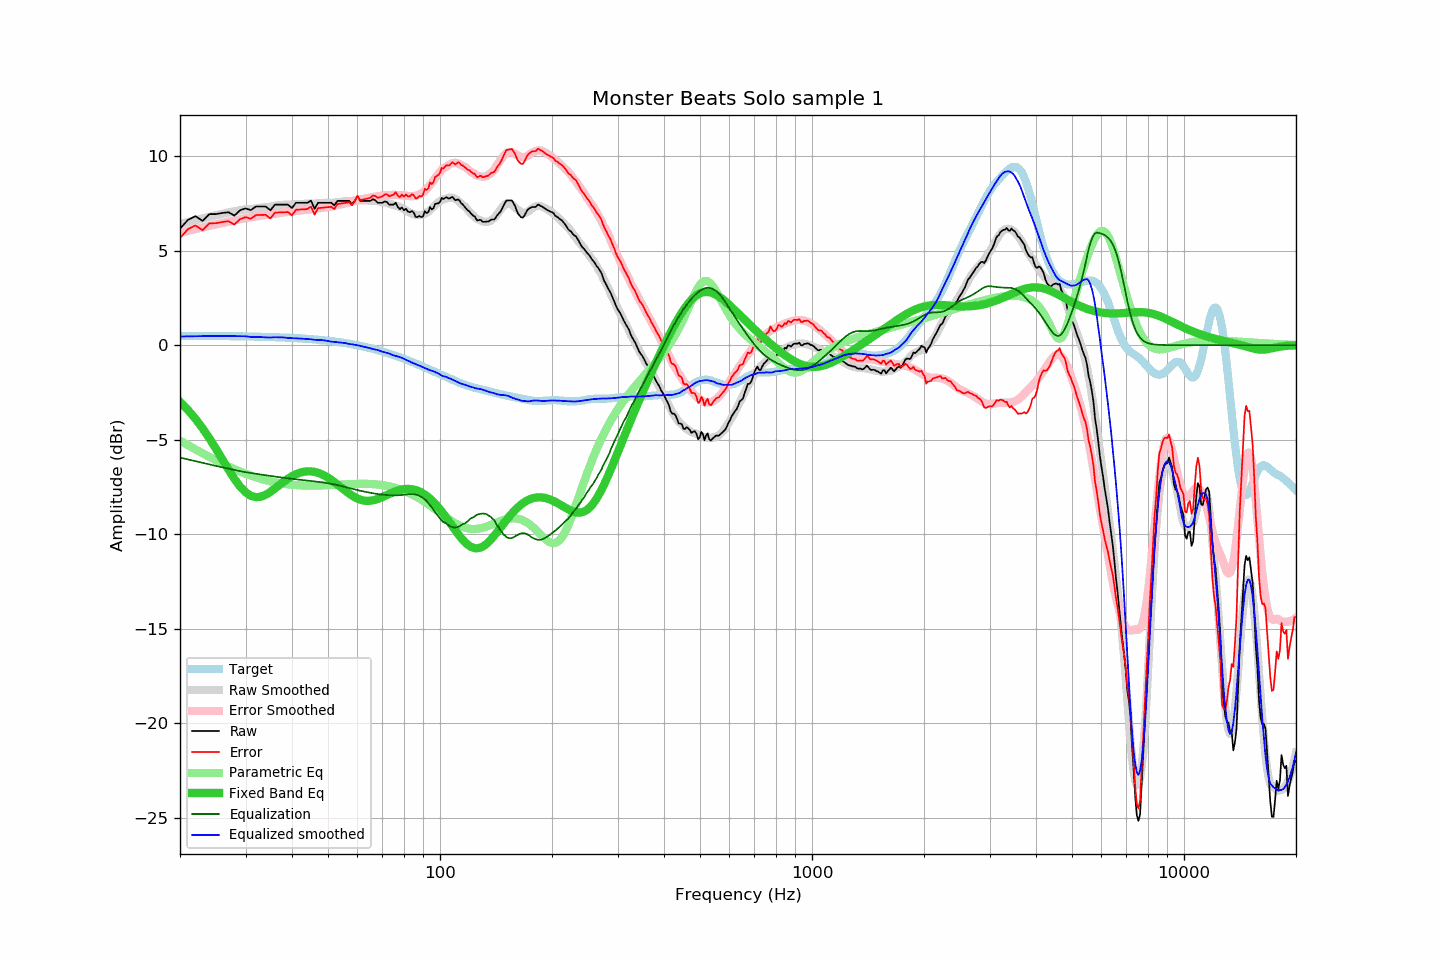 Monster Beats Solo sample 1
Amplitude (dBr)
10
5
0
−5
−10
−15
−20
−25
Target
Raw Smoothed
Error Smoothed
Raw
Error
Parametric Eq
Fixed Band Eq
Equalization
Equalized smoothed
100 1000 10000
Frequency (Hz)